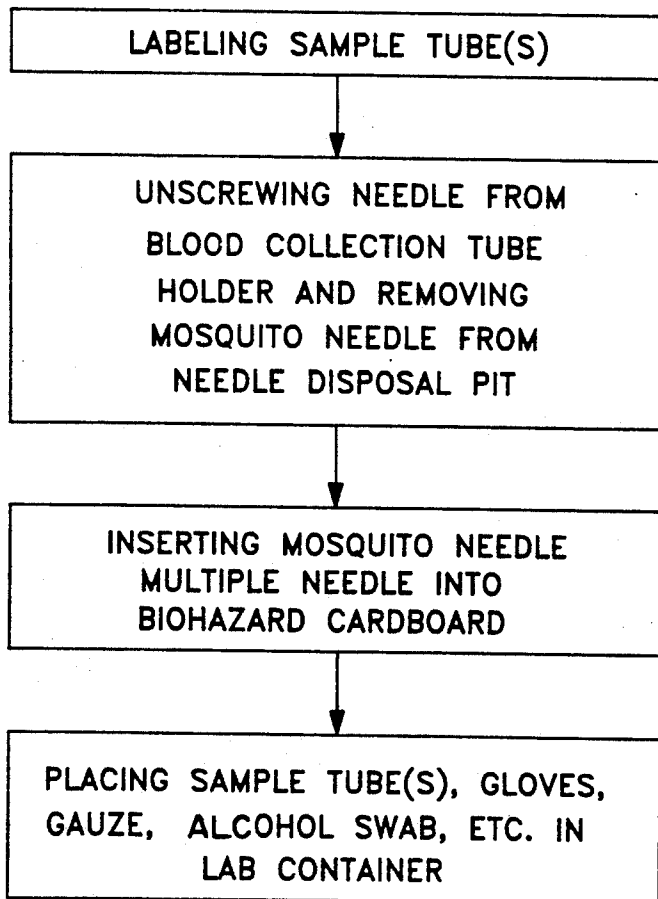 LABELING SAMPLE TUBE(S)
UNSCREWING NEEDLE FROM
BLOOD COLLECTION TUBE
HOLDER AND REMOVING
MOSQUITO NEEDLE FROM
NEEDLE DISPOSAL PIT
INSERTING MOSQUITO NEEDLE
MULTIPLE NEEDLE INTO
BIOHAZARD CARDBOARD
PLACING SAMPLE TUBE(S), GLOVES,
GAUZE, ALCOHOL SWAB, ETC. IN
LAB CONTAINER